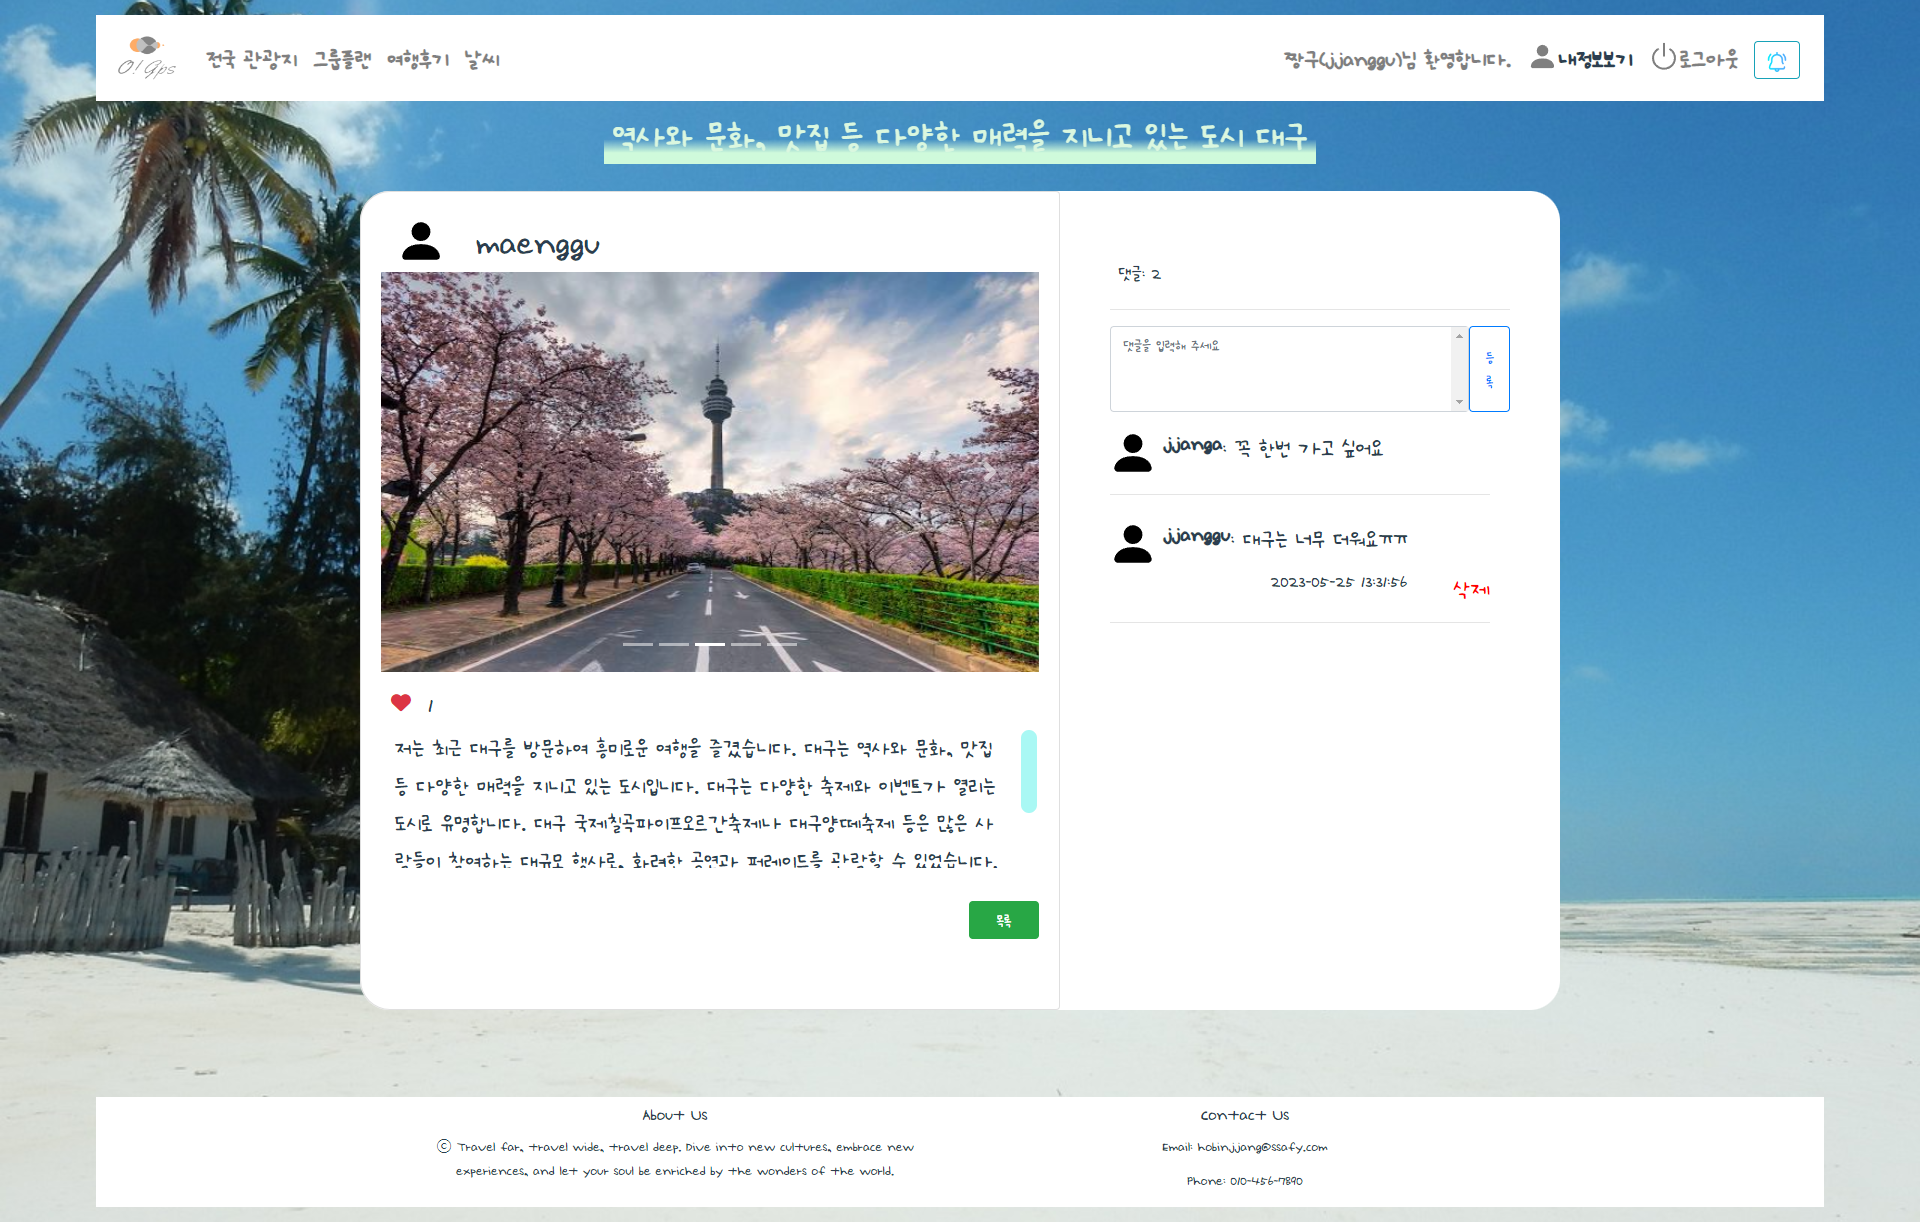 O! Gps
전국 관광지 그룹플랜 여행후기 날씨
짱구(jjanggu)님 환영합니다. 내정보보기 로그아웃
역사와 문화, 맛집 등 다양한 매력을 지니고 있는 도시 대구
maenggu
1
저는 최근 대구를 방문하여 흥미로운 여행을 즐겼습니다. 대구는 역사와 문화, 맛집
등 다양한 매력을 지니고 있는 도시입니다. 대구는 다양한 축제와 이벤트가 열리는
도시로 유명합니다. 대구 국제칠곡파이프오르간축제나 대구양떼축제 등은 많은 사
람들이 참여하는 대규모 행사로, 화려한 공연과 퍼레이드를 관람할 수 있었습니다.
목록
댓글: 2
댓글을 입력해 주세요
등
록
jjanga: 꼭 한번 가고 싶어요
jjanggu: 대구는 너무 더워요ㅠㅠ
2023-05-25 13:31:56
삭제
About Us
ⓒ Travel far, travel wide, travel deep. Dive into new cultures, embrace new
experiences, and let your soul be enriched by the wonders of the world.
Contact Us
Email: hobinjjang@ssafy.com
Phone: 010-456-7890